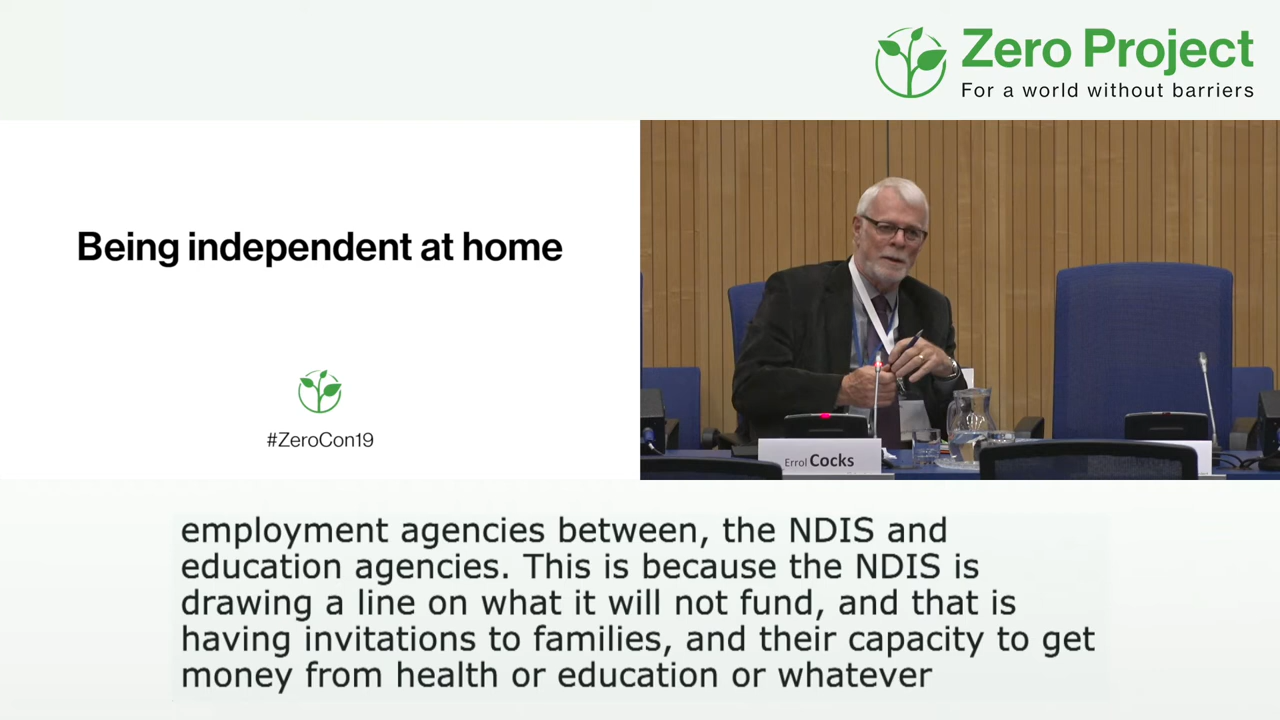 Zero Project
For a world without barriers
Being independent at home
#ZeroCon19
Errol Cocks
employment agencies between, the NDIS and
education agencies. This is because the NDIS is
drawing a line on what it will not fund, and that is
having invitations to families, and their capacity to get
money from health or education or whatever